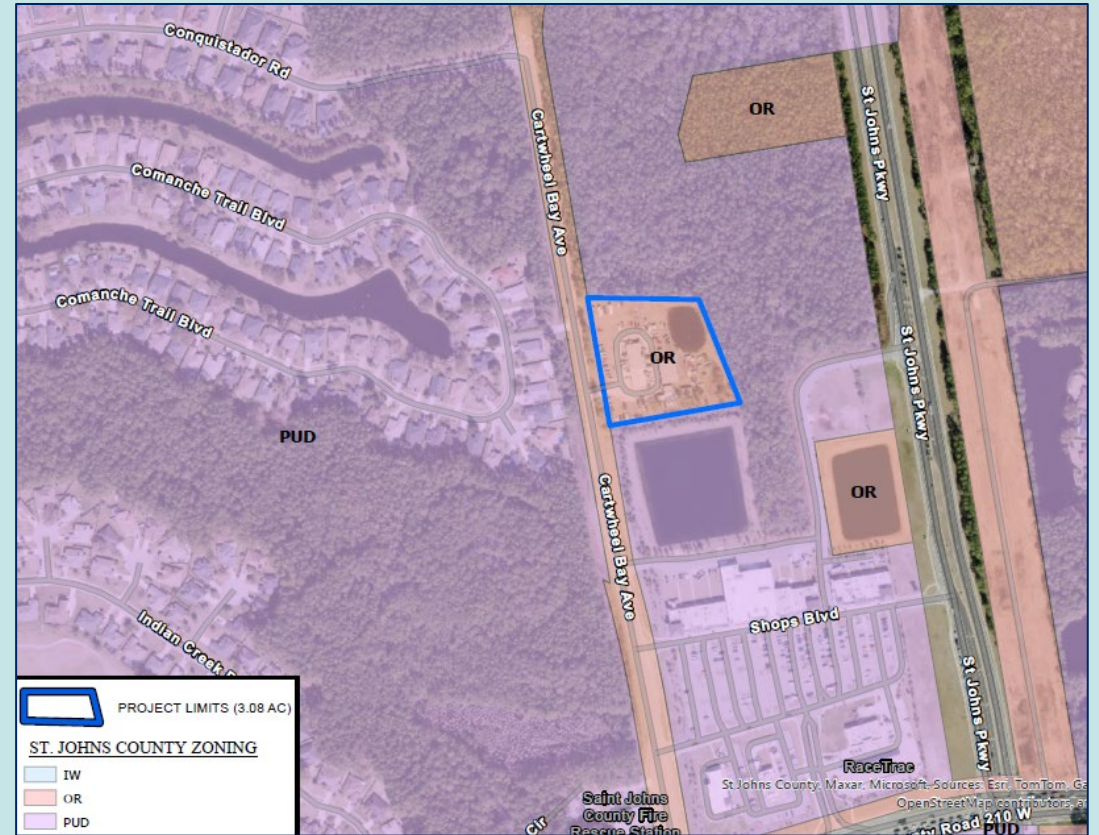 Conquistador Rd
Cartwheel Bay Ave
OR
St Johns Pkwy
Comanche Trail Blvd
Comanche Trail Blvd
OR
St Johns Pkwy
PUD
OR
Cartwheel Bay Ave
Shops Blvd
Indian Creek
St Johns Pkwy
PROJECT LIMITS (3.08 AC)
ST. JOHNS COUNTY ZONING
IW
OR
PUD
RaceTrac
St.Johns County, Maxar, Microsoft, Sources: Esri, TomTom, Ga
OpenStreetMap contributors, a
Saint Johns
County Fire
Rescue Station
Cir
Road 210 W
PUD